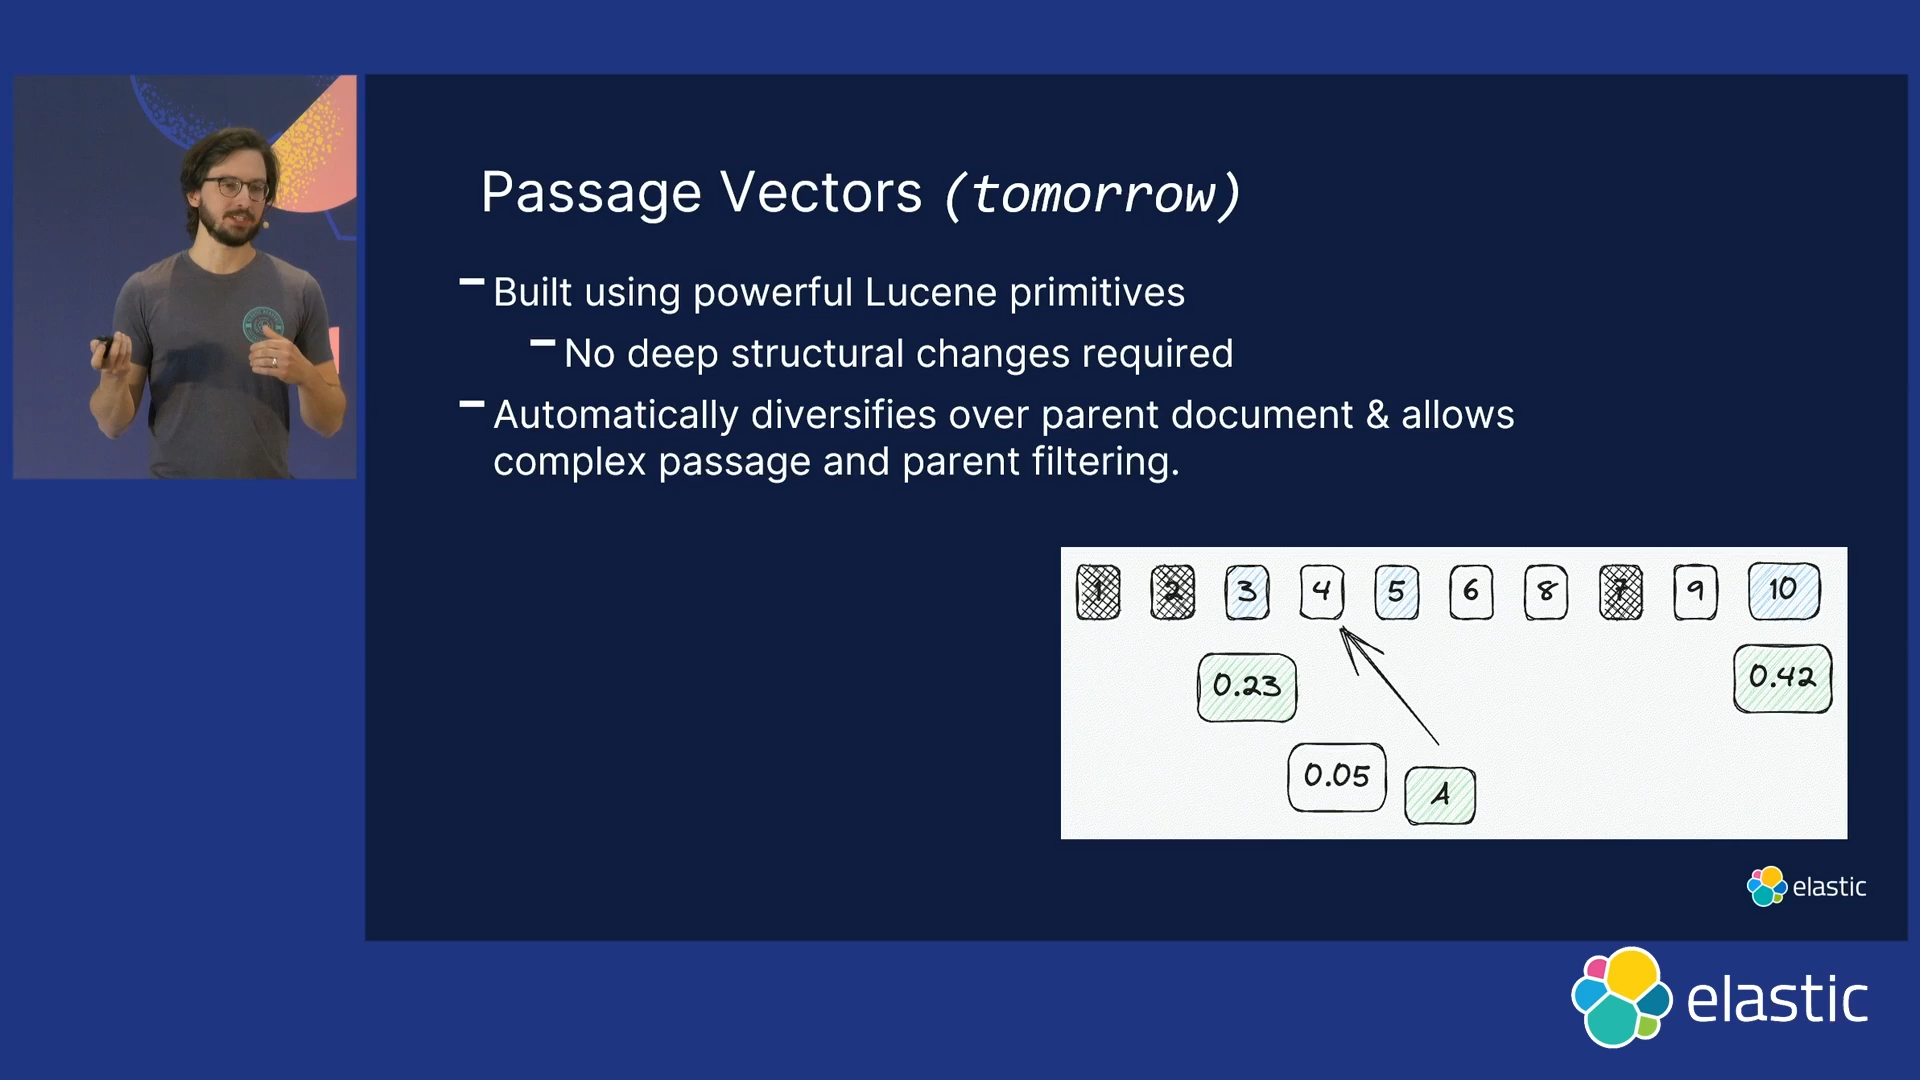 Passage Vectors (tomorrow)
Built using powerful Lucene primitives
No deep structural changes required
Automatically diversifies over parent document & allows
complex passage and parent filtering.
1 2 3 4 5 6 8 7 9 10
0.23
0.42
0.05
A
elastic
elastic